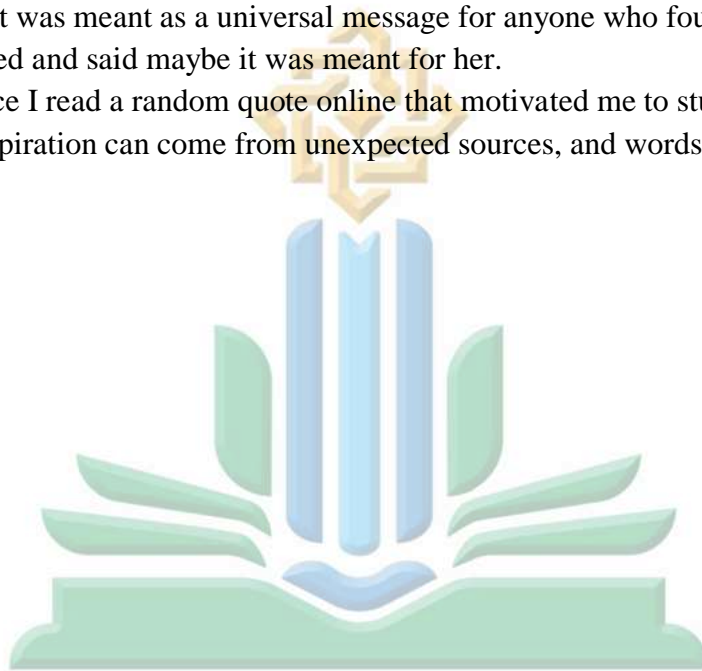 t was meant as a universal message for anyone who fou
ed and said maybe it was meant for her.
ce I read a random quote online that motivated me to stu
piration can come from unexpected sources, and words